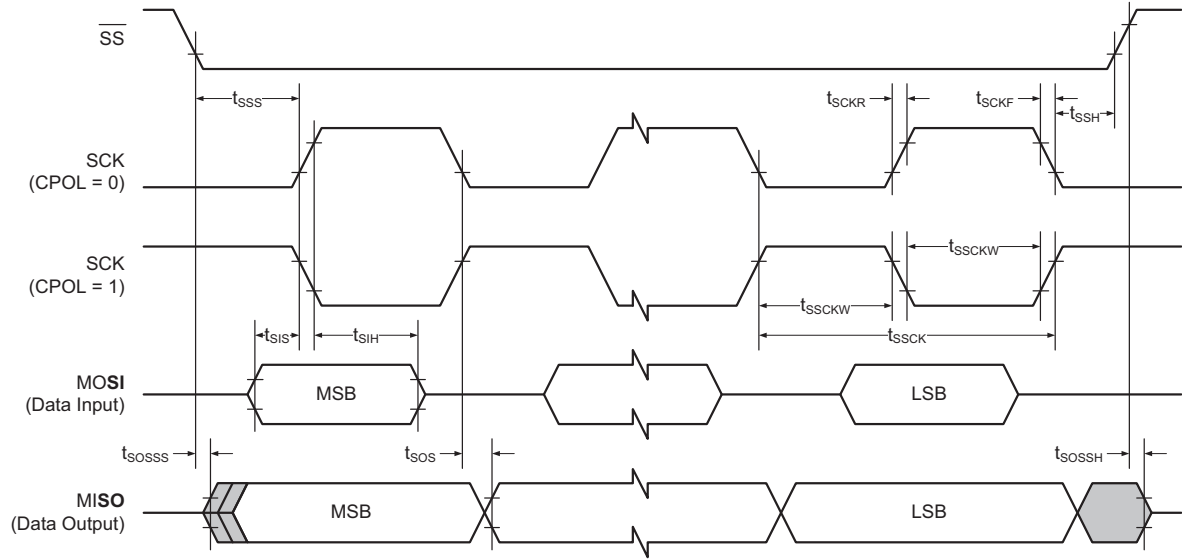 SS
tSSS
tSCKR
tSCKF
tSSH
SCK
(CPOL = 0)
SCK
(CPOL = 1)
tSSCKW
tSSCKW
tSIS
tSIH
tSSCK
MOSI
(Data Input)
MSB
LSB
tSOSSS
tSOS
tSOSSH
MISO
(Data Output)
MSB
LSB